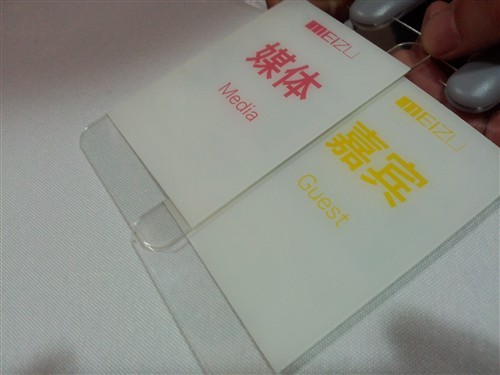 MEIZU
媒体
Media
MEIZU
嘉宾
Guest